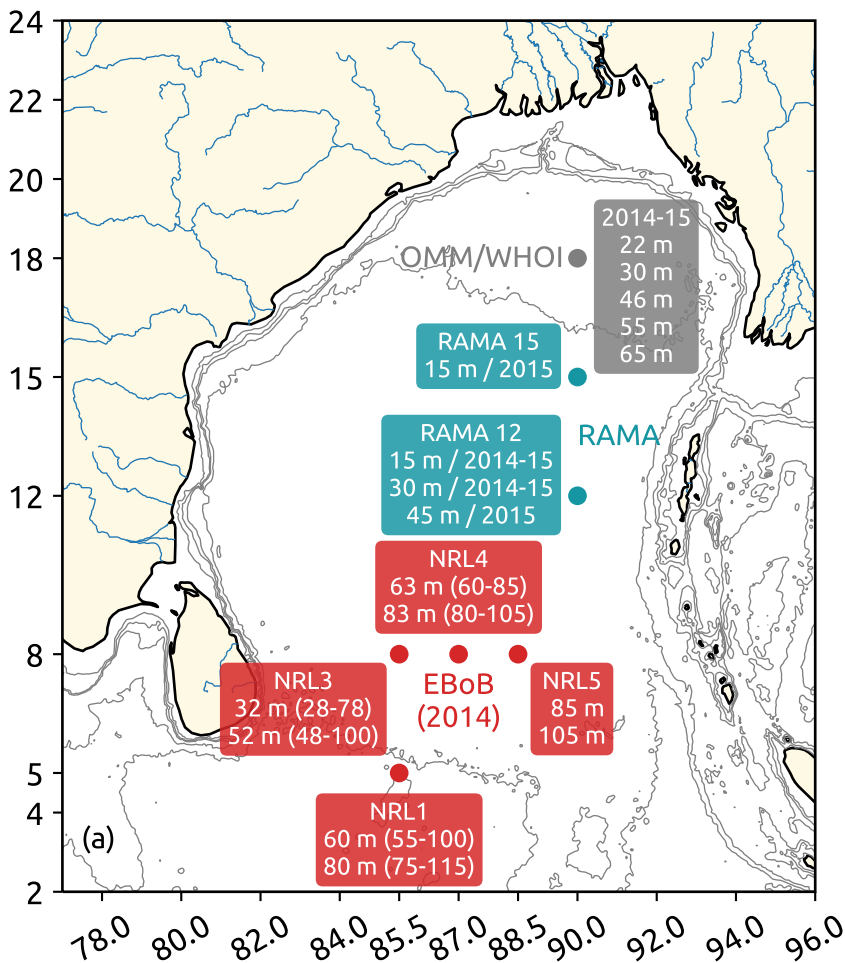 24
22
20
18
15
12
8
5
4
2
OMM/WHOI
2014-15
22 m
30 m
46 m
55 m
65 m
RAMA 15
15 m / 2015
RAMA
RAMA 12
15 m / 2014-15
30 m / 2014-15
45 m / 2015
NRL4
63 m (60-85)
83 m (80-105)
NRL3
32 m (28-78)
52 m (48-100)
EBoB
(2014)
NRL5
85 m
105 m
NRL1
60 m (55-100)
80 m (75-115)
(a)
78.0 80.0 82.0 84.0 85.5 87.0 88.5 90.0 92.0 94.0 96.0